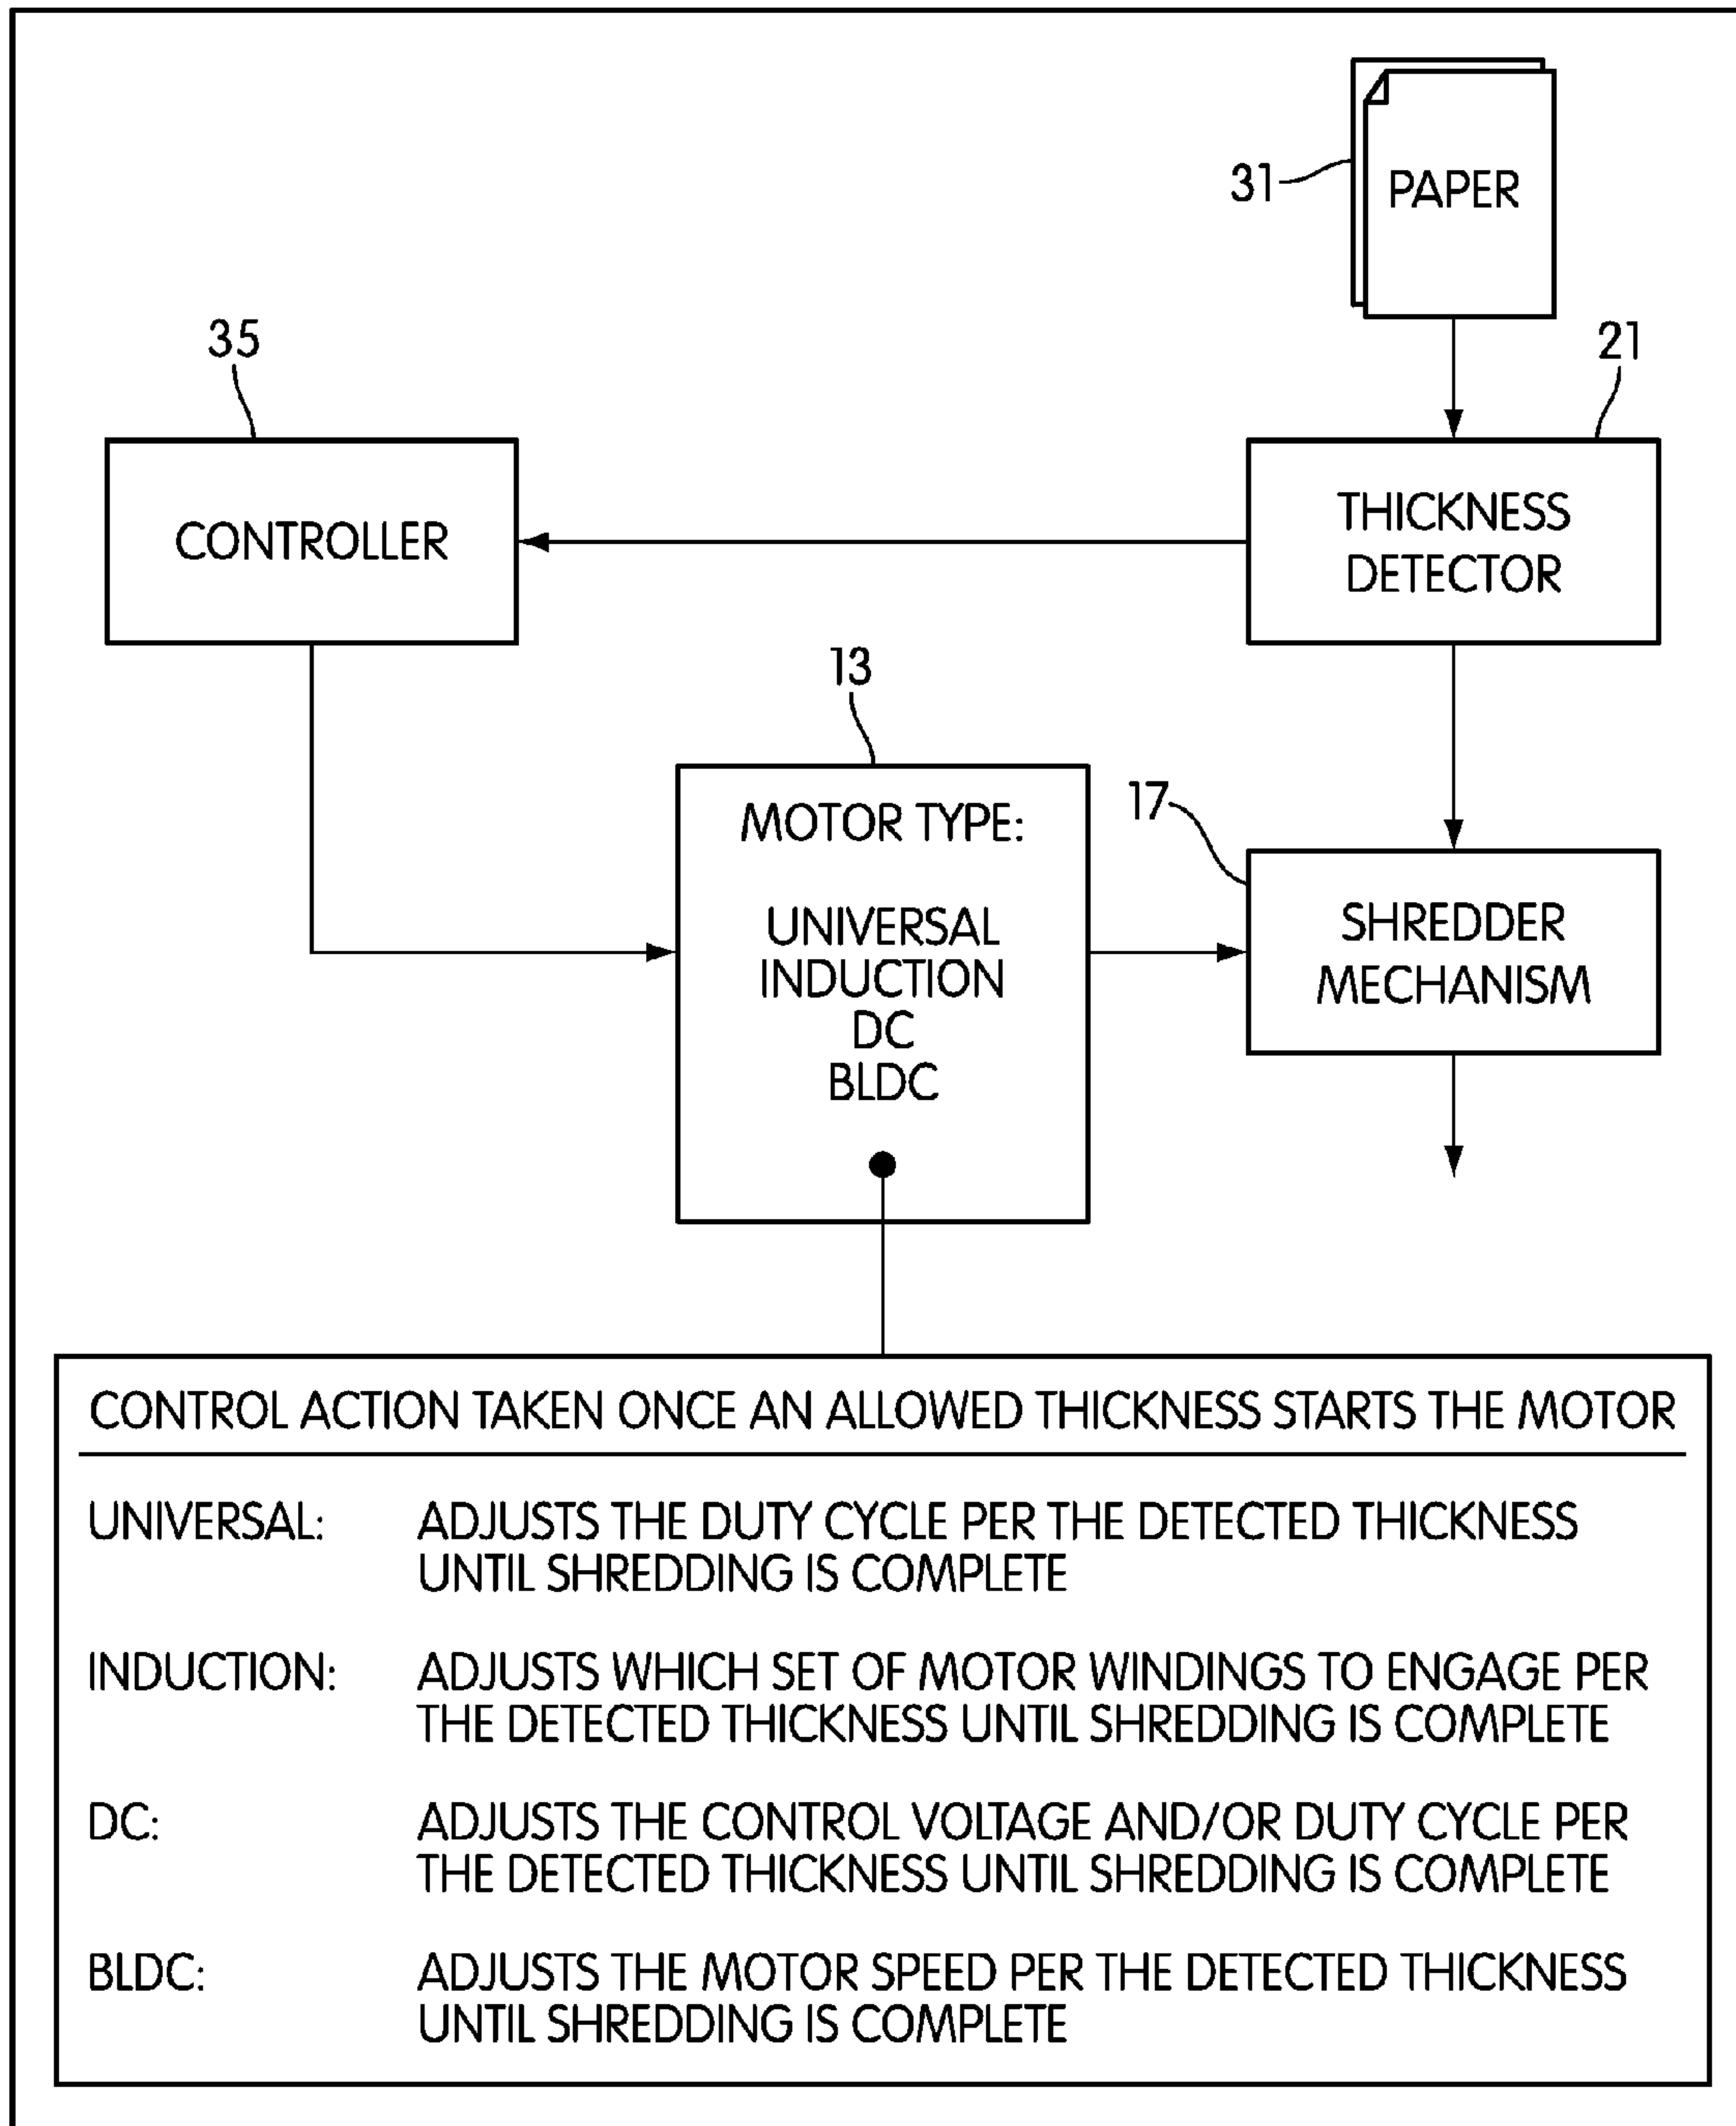 31
PAPER
35
21
CONTROLLER
THICKNESS
DETECTOR
13
MOTOR TYPE:
UNIVERSAL
INDUCTION
DC
BLDC
17
SHREDDER
MECHANISM
CONTROL ACTION TAKEN ONCE AN ALLOWED THICKNESS STARTS THE MOTOR
UNIVERSAL: ADJUSTS THE DUTY CYCLE PER THE DETECTED THICKNESS
UNTIL SHREDDING IS COMPLETE
INDUCTION: ADJUSTS WHICH SET OF MOTOR WINDINGS TO ENGAGE PER
THE DETECTED THICKNESS UNTIL SHREDDING IS COMPLETE
DC: ADJUSTS THE CONTROL VOLTAGE AND/OR DUTY CYCLE PER
THE DETECTED THICKNESS UNTIL SHREDDING IS COMPLETE
BLDC: ADJUSTS THE MOTOR SPEED PER THE DETECTED THICKNESS
UNTIL SHREDDING IS COMPLETE